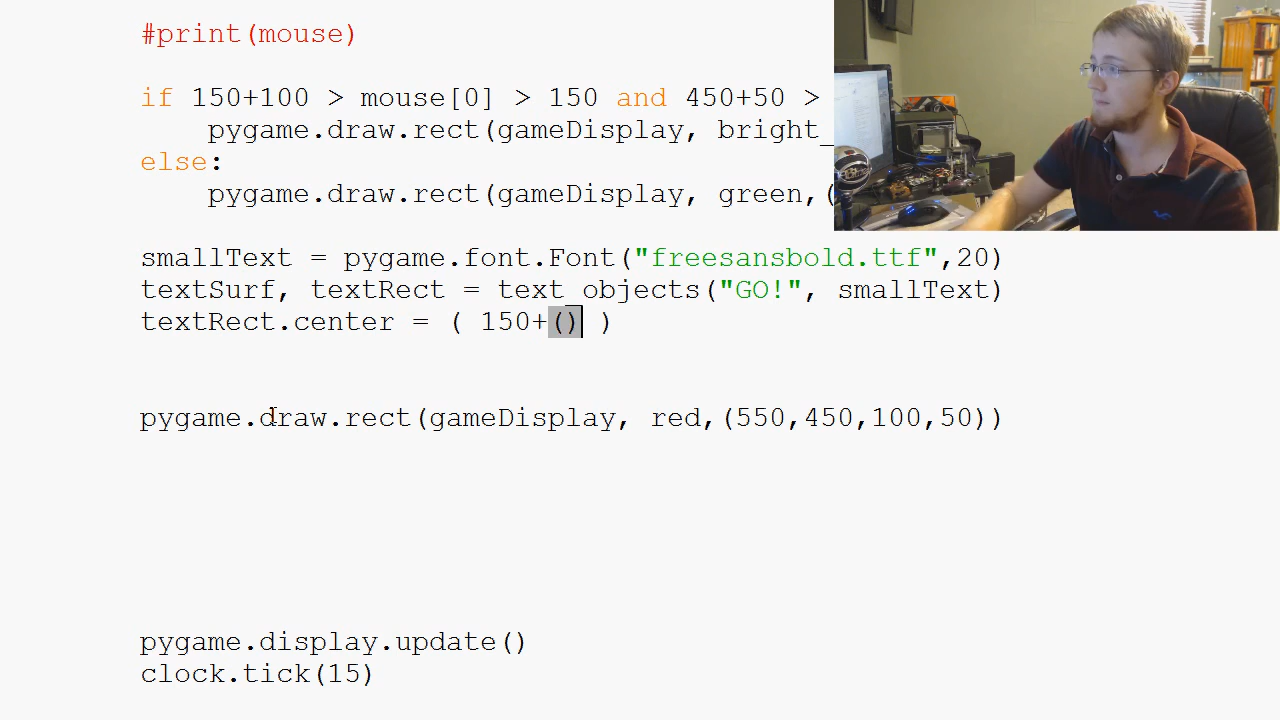 #print(mouse)
if 150+100 > mouse[0] > 150 and 450+50 >
pygame.draw.rect(gameDisplay, bright_
else:
pygame.draw.rect(gameDisplay, green,(
smallText = pygame.font.Font("freesansbold.ttf",20)
textSurf, textRect = text_objects("GO!", smallText)
textRect.center = ( 150+() )
pygame.draw.rect(gameDisplay, red,(550,450,100,50))
pygame.display.update()
clock.tick(15)